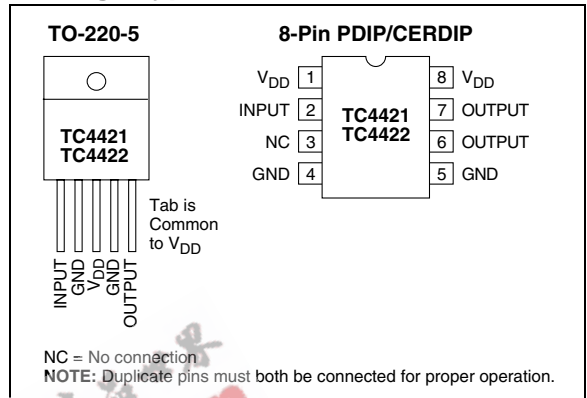 TO-220-5
TC4421
TC4422
Tab is
Common
to VDD
INPUT
GND
VDD
GND
OUTPUT
8-Pin PDIP/CERDIP
VDD 1
INPUT 2
NC 3
GND 4
TC4421
TC4422
8 VDD
7 OUTPUT
6 OUTPUT
5 GND
NC = No connection
NOTE: Duplicate pins must both be connected for proper operation.